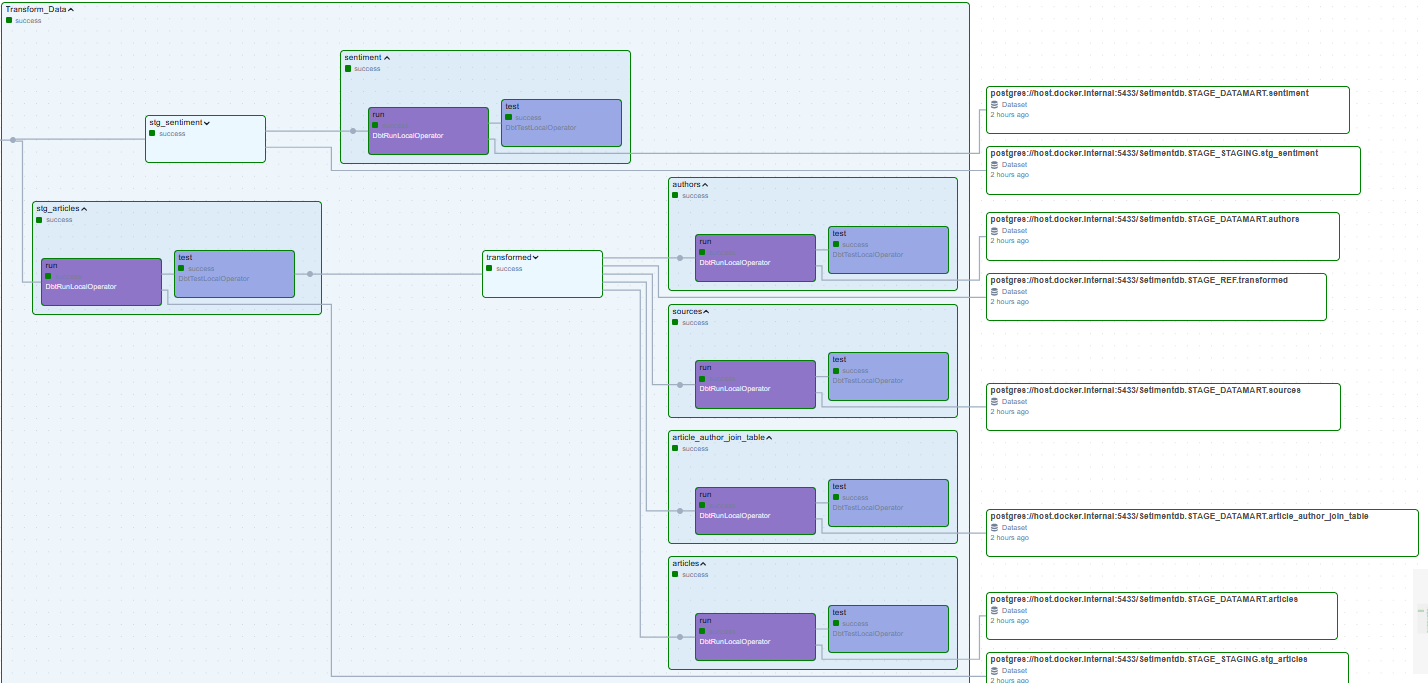 Transform_Data
success
sentiment
success
run
DbtRunLocalOperator
test
success
DbtTestLocalOperator
stg_sentiment
success
stg_articles
success
run
DbtRunLocalOperator
test
success
DbtTestLocalOperator
transformed
success
authors
success
run
DbtRunLocalOperator
test
success
DbtTestLocalOperator
sources
success
run
DbtRunLocalOperator
test
success
DbtTestLocalOperator
article_author_join_table
success
run
DbtRunLocalOperator
test
success
DbtTestLocalOperator
articles
success
run
DbtRunLocalOperator
test
success
DbtTestLocalOperator
postgres://host.docker.internal:5433/Setimentdb.STAGE_DATAMART.sentiment
Dataset
2 hours ago
postgres://host.docker.internal:5433/Setimentdb.STAGE_STAGING.stg_sentiment
Dataset
2 hours ago
postgres://host.docker.internal:5433/Setimentdb.STAGE_DATAMART.authors
Dataset
2 hours ago
postgres://host.docker.internal:5433/Setimentdb.STAGE_REF.transformed
Dataset
2 hours ago
postgres://host.docker.internal:5433/Setimentdb.STAGE_DATAMART.sources
Dataset
2 hours ago
postgres://host.docker.internal:5433/Setimentdb.STAGE_DATAMART.article_author_join_table
Dataset
2 hours ago
postgres://host.docker.internal:5433/Setimentdb.STAGE_DATAMART.articles
Dataset
2 hours ago
postgres://host.docker.internal:5433/Setimentdb.STAGE_STAGING.stg_articles
Dataset
2 hours ago